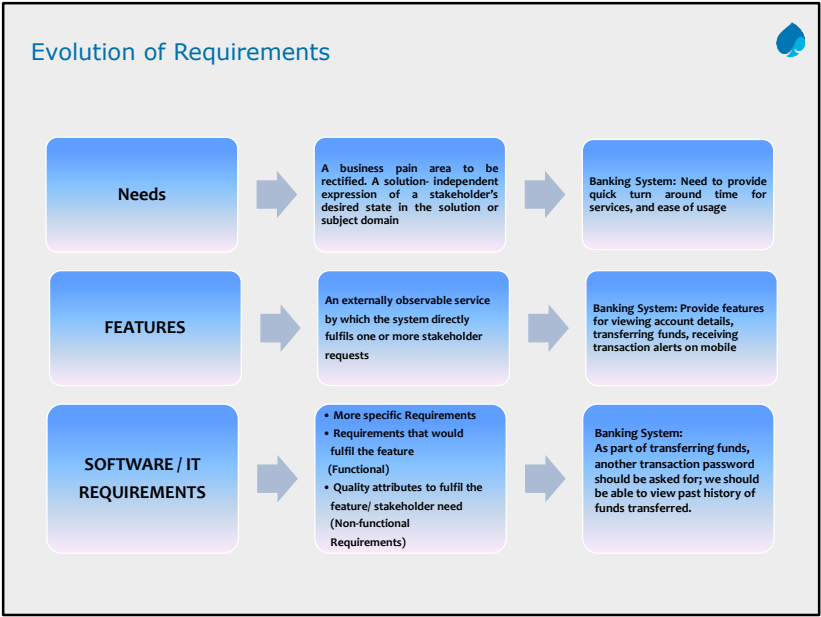 Evolution of Requirements
Needs
A business pain area to be
rectified. A solution- independent
expression of a stakeholder's
desired state in the solution or
subject domain
Banking System: Need to provide
quick turn around time for
services, and ease of usage
FEATURES
An externally observable service
by which the system directly
fulfils one or more stakeholder
requests
Banking System: Provide features
for viewing account details,
transferring funds, receiving
transaction alerts on mobile
SOFTWARE / IT
REQUIREMENTS
• More specific Requirements
• Requirements that would
fulfil the feature
(Functional)
• Quality attributes to fulfil the
feature/ stakeholder need
(Non-functional
Requirements)
Banking System:
As part of transferring funds,
another transaction password
should be asked for; we should
be able to view past history of
funds transferred.